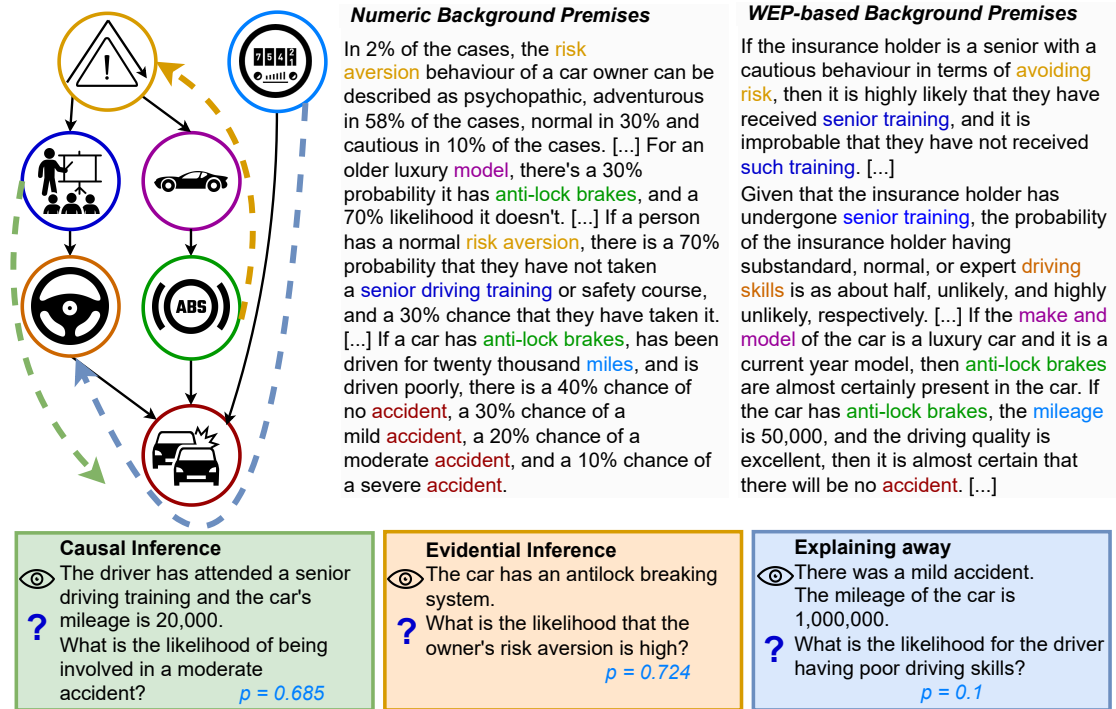 Numeric Background Premises
In 2% of the cases, the risk
aversion behaviour of a car owner can be
described as psychopathic, adventurous
in 58% of the cases, normal in 30% and
cautious in 10% of the cases. [...] For an
older luxury model, there's a 30%
probability it has anti-lock brakes, and a
70% likelihood it doesn't. [...] If a person
has a normal risk aversion, there is a 70%
probability that they have not taken
a senior driving training or safety course,
and a 30% chance that they have taken it.
[...] If a car has anti-lock brakes, has been
driven for twenty thousand miles, and is
driven poorly, there is a 40% chance of
no accident, a 30% chance of a
mild accident, a 20% chance of a
moderate accident, and a 10% chance of
a severe accident.
WEP-based Background Premises
If the insurance holder is a senior with a
cautious behaviour in terms of avoiding
risk, then it is highly likely that they have
received senior training, and it is
improbable that they have not received
such training. [...]
Given that the insurance holder has
undergone senior training, the probability
of the insurance holder having
substandard, normal, or expert driving
skills is as about half, unlikely, and highly
unlikely, respectively. [...] If the make and
model of the car is a luxury car and it is a
current year model, then anti-lock brakes
are almost certainly present in the car. If
the car has anti-lock brakes, the mileage
is 50,000, and the driving quality is
excellent, then it is almost certain that
there will be no accident. [...]
ABS
Causal Inference
The driver has attended a senior
driving training and the car's
mileage is 20,000.
?
What is the likelihood of being
involved in a moderate
accident?
p = 0.685
Evidential Inference
The car has an antilock breaking
system.
?
What is the likelihood that the
owner's risk aversion is high?
p = 0.724
Explaining away
There was a mild accident.
The mileage of the car is
1,000,000.
?
What is the likelihood for the driver
having poor driving skills?
p = 0.1